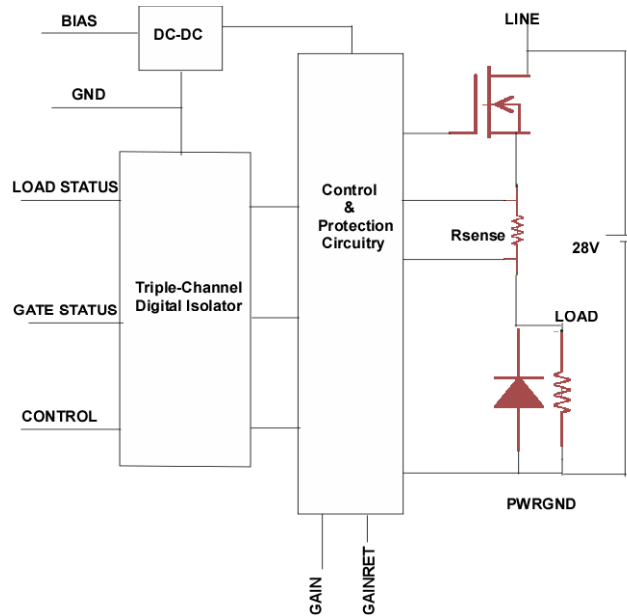 BIAS
DC-DC
LINE
GND
LOAD STATUS
Control
&
Protection
Circuitry
Rsense
28V
Triple-Channel
Digital Isolator
GATE STATUS
LOAD
CONTROL
PWRGND
GAIN
GAINRET